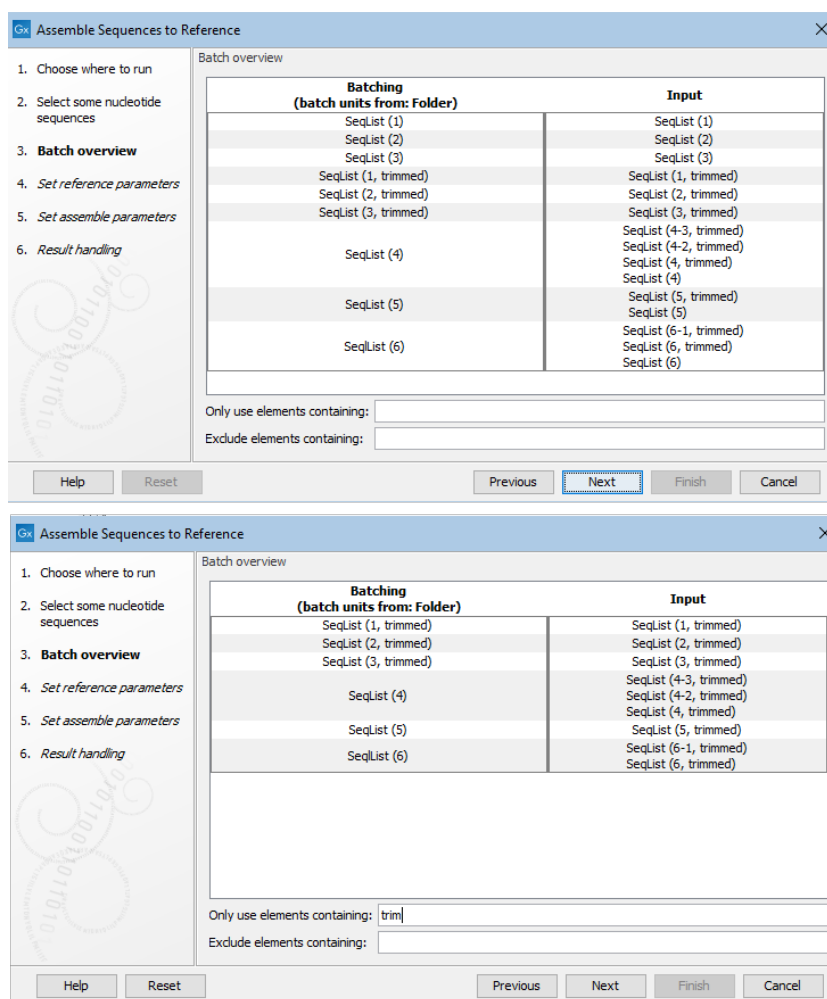 Gx Assemble Sequences to Reference
1. Choose where to run
2. Select some nucleotide
sequences
3. Batch overview
4. Set reference parameters
5. Set assemble parameters
6. Result handling
Batch overview
Batching
(batch units from: Folder)
Input
SeqList (1)
SeqList (1)
SeqList (2)
SeqList (2)
SeqList (3)
SeqList (3)
SeqList (1, trimmed)
SeqList (1, trimmed)
SeqList (2, trimmed)
SeqList (2, trimmed)
SeqList (3, trimmed)
SeqList (3, trimmed)
SeqList (4)
SeqList (4-3, trimmed)
SeqList (4-2, trimmed)
SeqList (4, trimmed)
SeqList (4)
SeqList (5)
SeqList (5, trimmed)
SeqList (5)
SeqlList (6)
SeqList (6-1, trimmed)
SeqList (6, trimmed)
SeqList (6)
Only use elements containing:
Exclude elements containing:
Help
Reset
Previous
Next
Finish
Cancel
Gx Assemble Sequences to Reference
1. Choose where to run
2. Select some nucleotide
sequences
3. Batch overview
4. Set reference parameters
5. Set assemble parameters
6. Result handling
Batch overview
Batching
(batch units from: Folder)
Input
SeqList (1, trimmed)
SeqList (1, trimmed)
SeqList (2, trimmed)
SeqList (2, trimmed)
SeqList (3, trimmed)
SeqList (3, trimmed)
SeqList (4)
SeqList (4-3, trimmed)
SeqList (4-2, trimmed)
SeqList (4, trimmed)
SeqList (5)
SeqList (5, trimmed)
SeqlList (6)
SeqList (6-1, trimmed)
SeqList (6, trimmed)
Only use elements containing: trim
Exclude elements containing:
Help
Reset
Previous
Next
Finish
Cancel